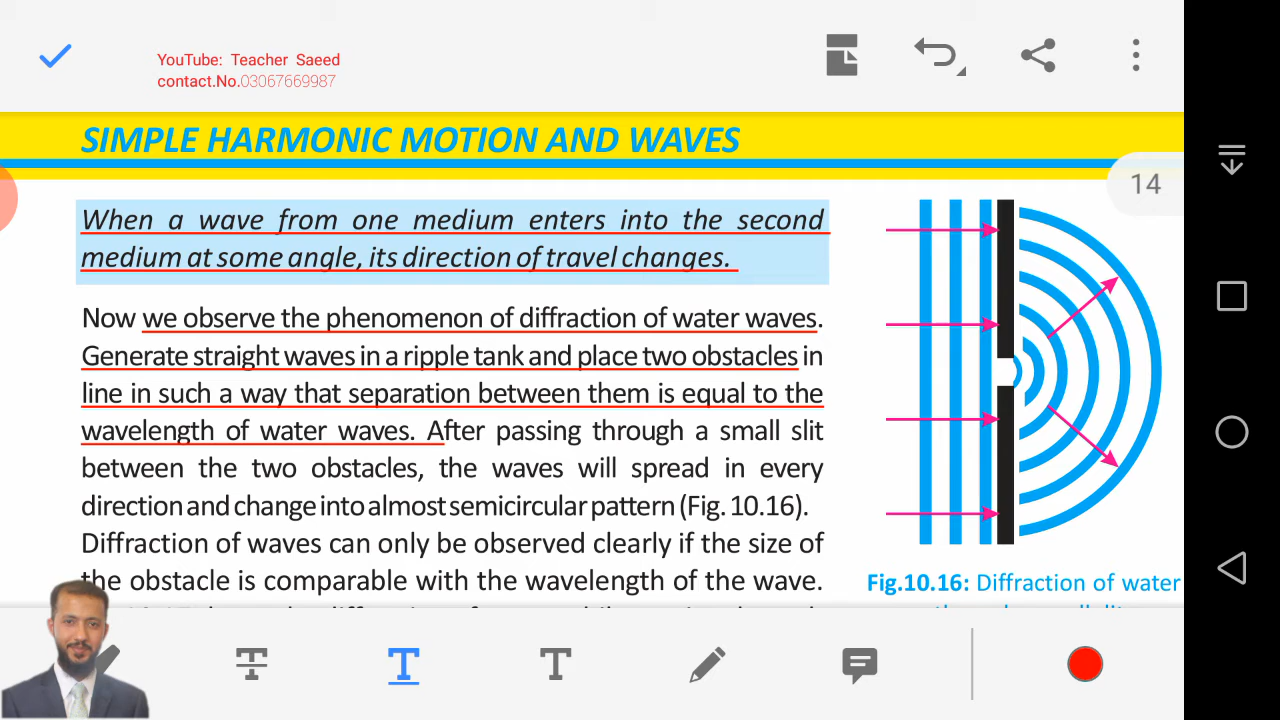 YouTube: Teacher Saeed
contact.No.03067669987
SIMPLE HARMONIC MOTION AND WAVES
14
When a wave from one medium enters into the second
medium at some angle, its direction of travel changes.
Now we observe the phenomenon of diffraction of water waves.
Generate straight waves in a ripple tank and place two obstacles in
line in such a way that separation between them is equal to the
wavelength of water waves. After passing through a small slit
between the two obstacles, the waves will spread in every
direction and change into almost semicircular pattern (Fig. 10.16).
Diffraction of waves can only be observed clearly if the size of
the obstacle is comparable with the wavelength of the wave.
Fig.10.16: Diffraction of water
T
T
T